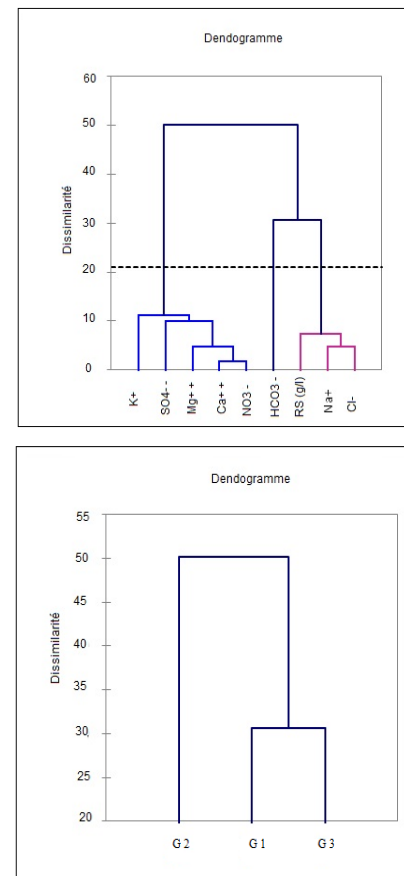 Dendogramme
60
50
40
30
20
10
0
Dissimilarité
K+
SO4- -
Mg+ +
Ca+ +
NO3 -
HCO3 -
RS (g/l)
Na+
Cl-
Dendogramme
55
50
45
40
35
30
25
20
Dissimilarité
G 2 G 1 G 3